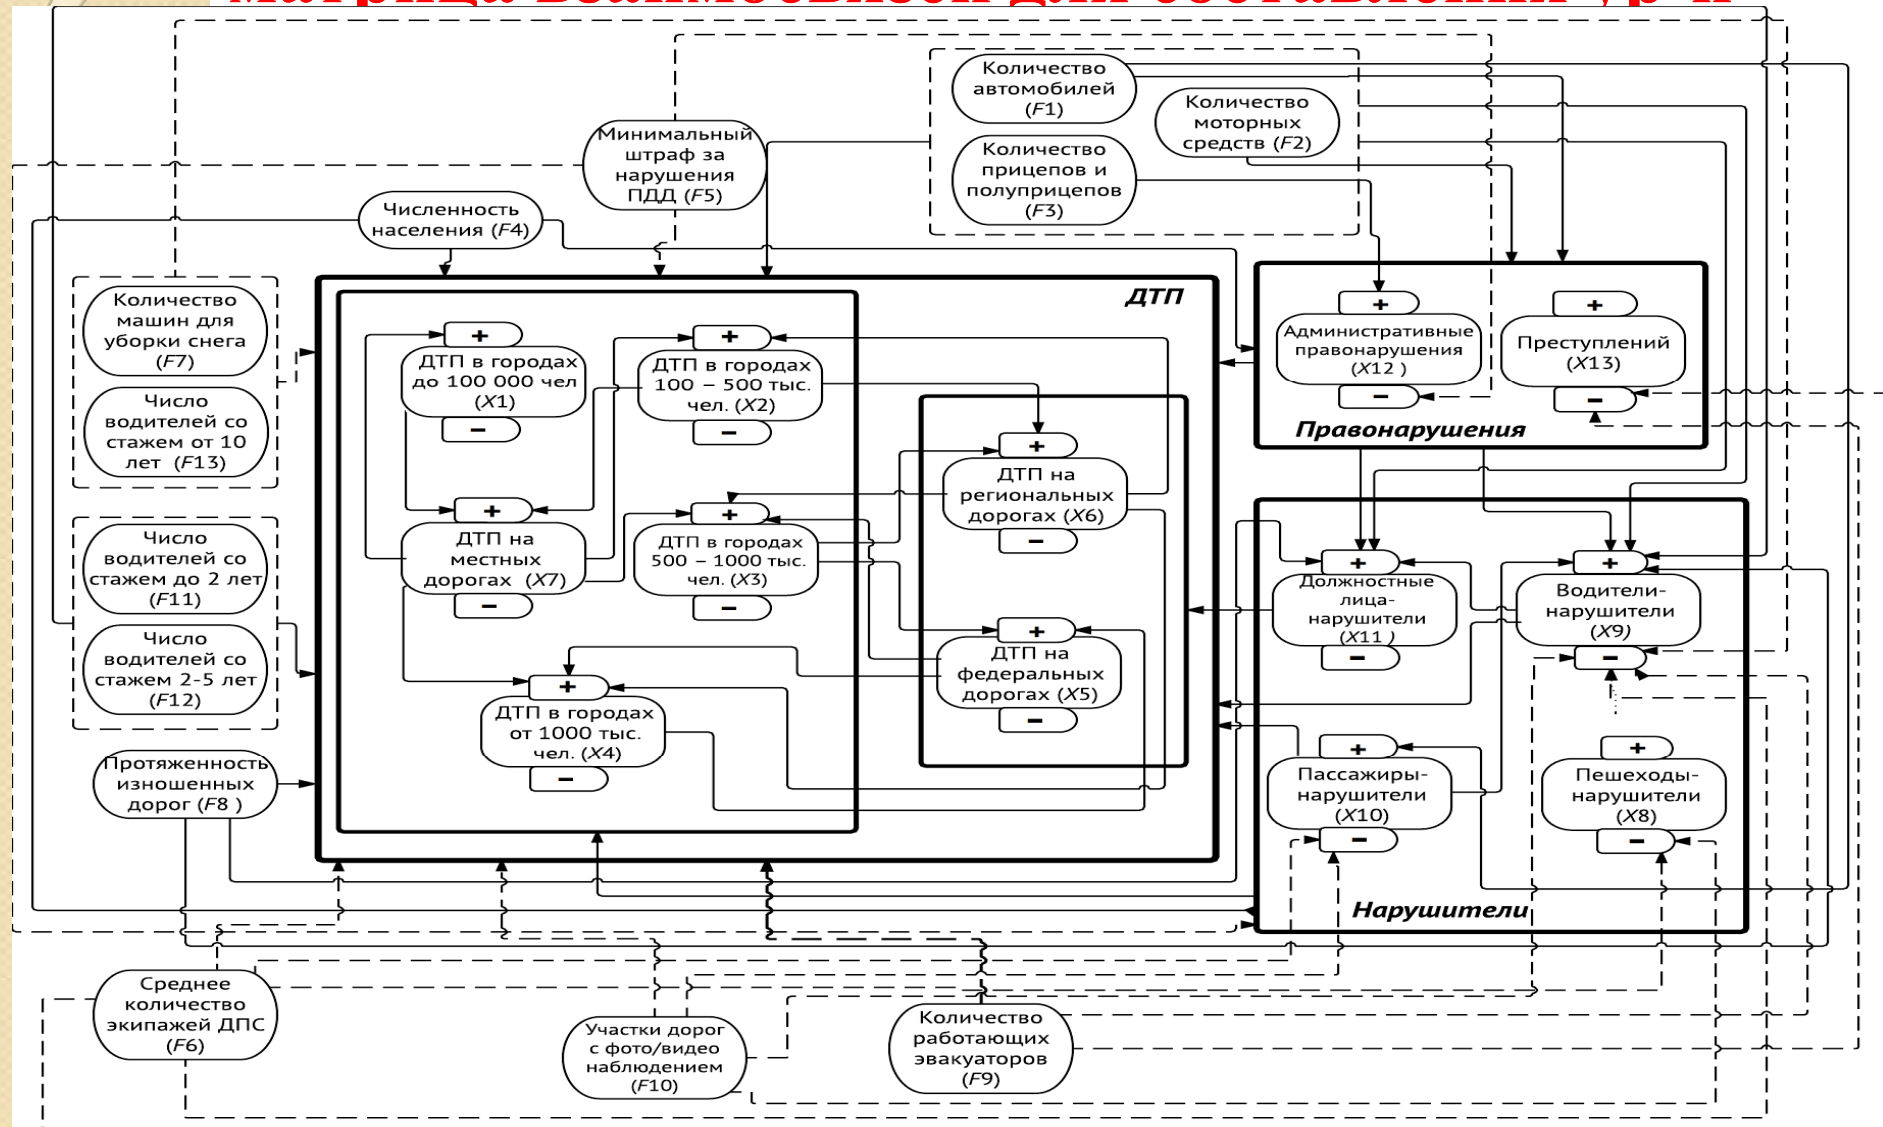 матрица взаимосвязей для составления ур-й
Количество
автомобилей
(F1)
Количество
моторных
средств (F2)
Количество
прицепов и
полуприцепов
(F3)
Минимальный
штраф за
нарушения
ПДД (F5)
Численность
населения (F4)
Количество
машин для
уборки снега
(F7)
Число
водителей со
стажем от 10
лет (F13)
Число
водителей со
стажем до 2 лет
(F11)
Число
водителей со
стажем 2-5 лет
(F12)
Протяженность
изношенных
дорог (F8 )
Среднее
количество
экипажей ДПС
(F6)
ДТП
+
ДТП в городах
до 100 000 чел
(X1)
–
+
ДТП в городах
100 – 500 тыс.
чел. (X2)
–
+
ДТП на
местных
дорогах (X7)
–
+
ДТП в городах
500 – 1000 тыс.
чел. (X3)
–
+
ДТП в городах
от 1000 тыс.
чел. (X4)
–
+
ДТП на
региональных
дорогах (X6)
–
+
ДТП на
федеральных
дорогах (X5)
–
+
Административные
правонарушения
(X12 )
–
+
Преступлений
(X13)
–
Правонарушения
+
Должностные
лица-
нарушители
(X11 )
–
+
Водители-
нарушители
(X9)
–
+
Пассажиры-
нарушители
(X10)
–
+
Пешеходы-
нарушители
(X8)
–
Нарушители
Участки дорог
с фото/видео
наблюдением
(F10)
Количество
работающих
эвакуаторов
(F9)